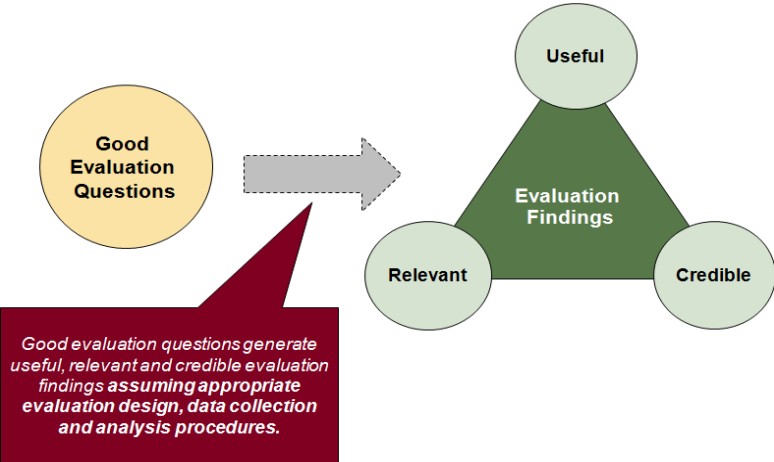 Good
Evaluation
Questions
Useful
Evaluation
Findings
Relevant
Credible
Good evaluation questions generate
useful, relevant and credible evaluation
findings assuming appropriate
evaluation design, data collection
and analysis procedures.